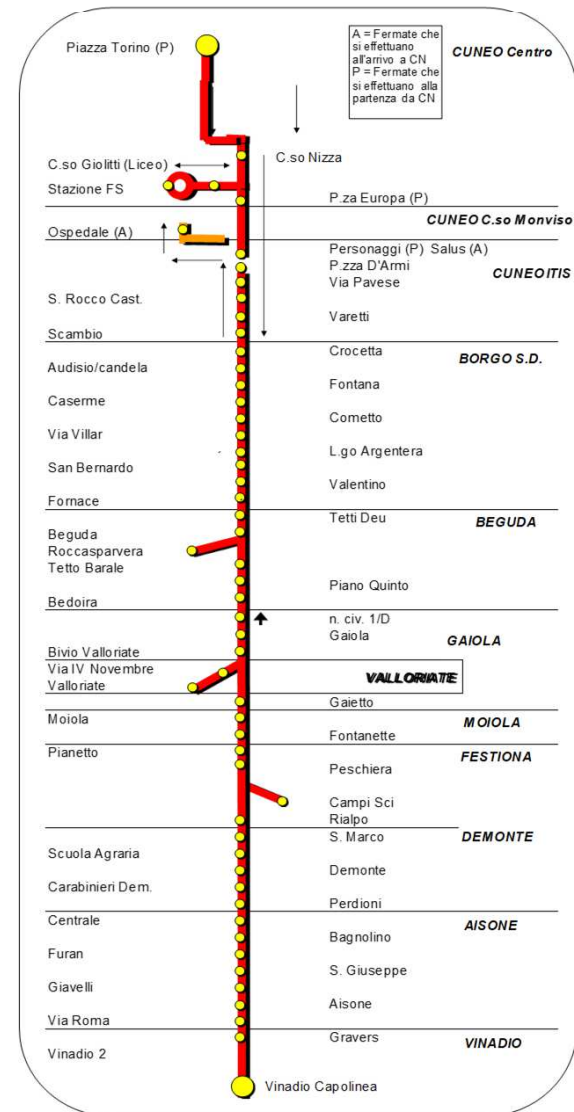 Piazza Torino (P)
A = Fermate che
si effettuano
all'arrivo a CN
P = Fermate che
si effettuano alla
partenza da CN
CUNEO Centro
C.so Nizza
C.so Giolitti (Liceo)
Stazione FS
P.za Europa (P)
CUNEO C.so Monviso
Ospedale (A)
Personaggi (P) Salus (A)
P.zza D'Armi
CUNEO ITIS
Via Pavese
S. Rocco Cast.
Varetti
Scambio
Crocetta
BORGO S.D.
Audisio/candela
Fontana
Caserme
Cometto
Via Villar
L.go Argentera
San Bernardo
Valentino
Fornace
Tetti Deu
BEGUDA
Beguda
Roccasparvera
Tetto Barale
Piano Quinto
Bedoira
n. civ. 1/D
Gaiola
GAIOLA
Bivio Valloriate
Via IV Novembre
VALLORIATE
Valloriate
Gaietto
Moiola
MOIOLA
Fontanette
Pianetto
FESTIONA
Peschiera
Campi Sci
Rialpo
S. Marco
DEMONTE
Scuola Agraria
Demonte
Carabinieri Dem.
Perdioni
Centrale
AISONE
Bagnolino
Furan
S. Giuseppe
Giavelli
Aisone
Via Roma
Gravers
VINADIO
Vinadio 2
Vinadio Capolinea